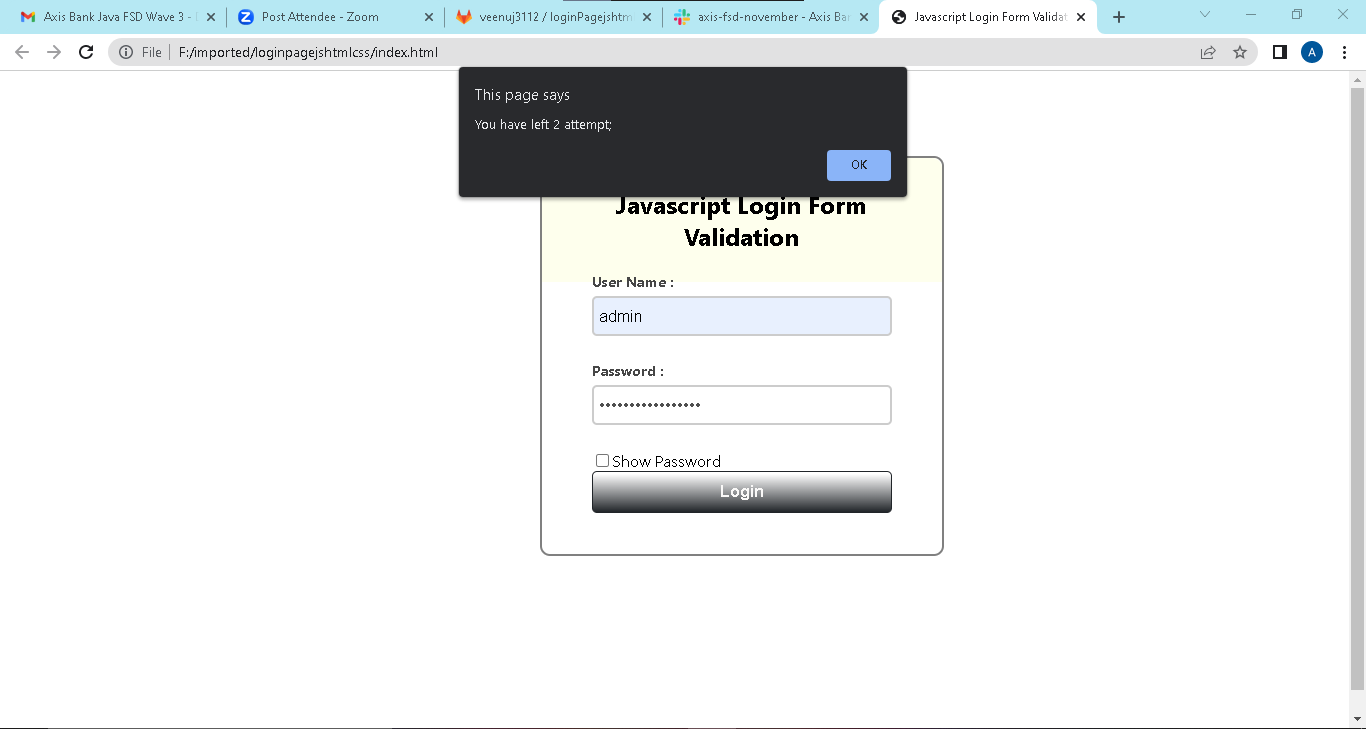 Axis Bank Java FSD Wave 3 -
Post Attendee - Zoom
veenuj3112 / loginPagejshtm
axis-fsd-november - Axis Bar
Javascript Login Form Validat
File
F:/imported/loginpagejshtmlcss/index.html
A
This page says
You have left 2 attempt;
OK
Javascript Login Form
Validation
User Name :
admin
Password :
•••••••••••••••••
Show Password
Login